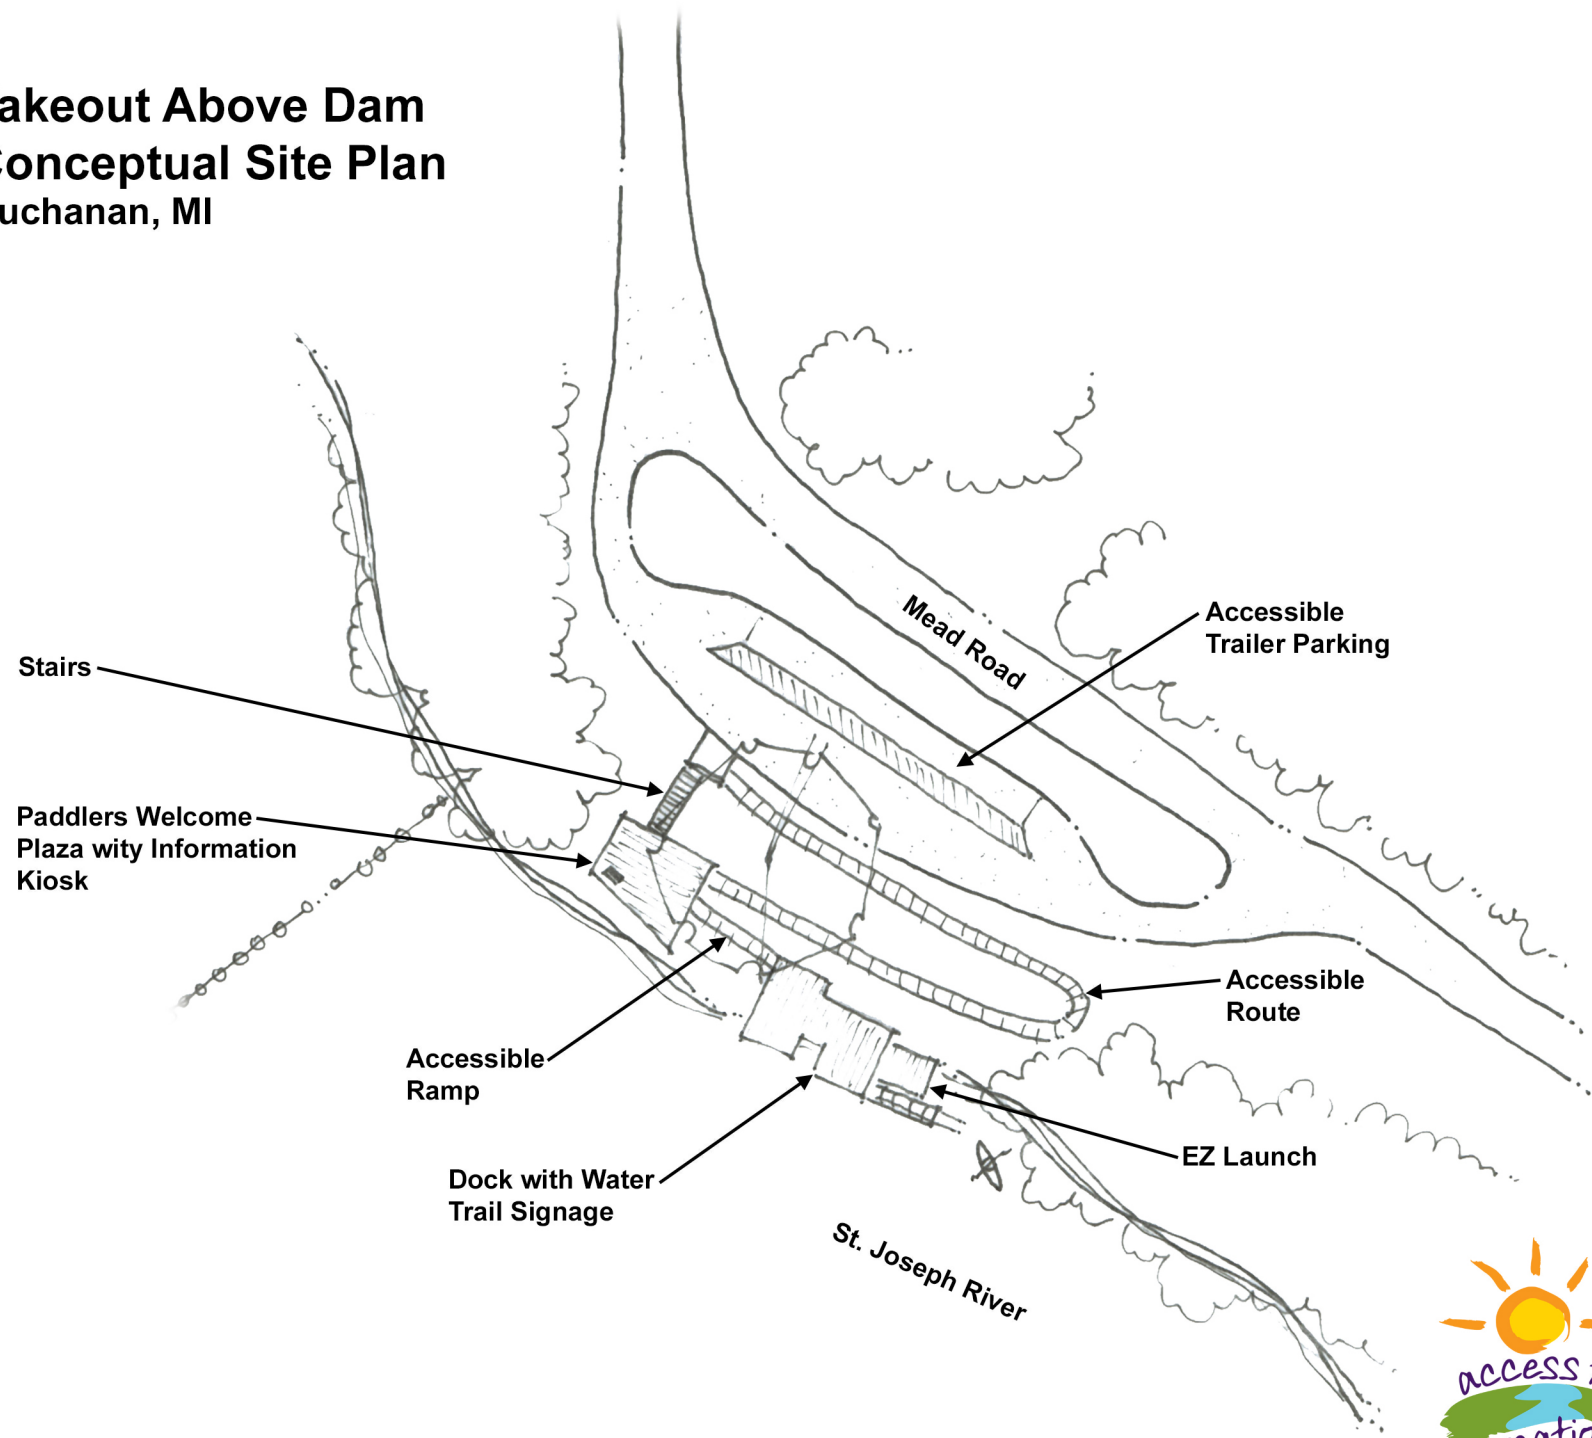 akeout Above Dam
Conceptual Site Plan
uchanan, MI
Mead Road
Accessible
Trailer Parking
Stairs
Paddlers Welcome
Plaza wity Information
Kiosk
Accessible
Route
Accessible
Ramp
EZ Launch
Dock with Water
Trail Signage
St. Joseph River
access